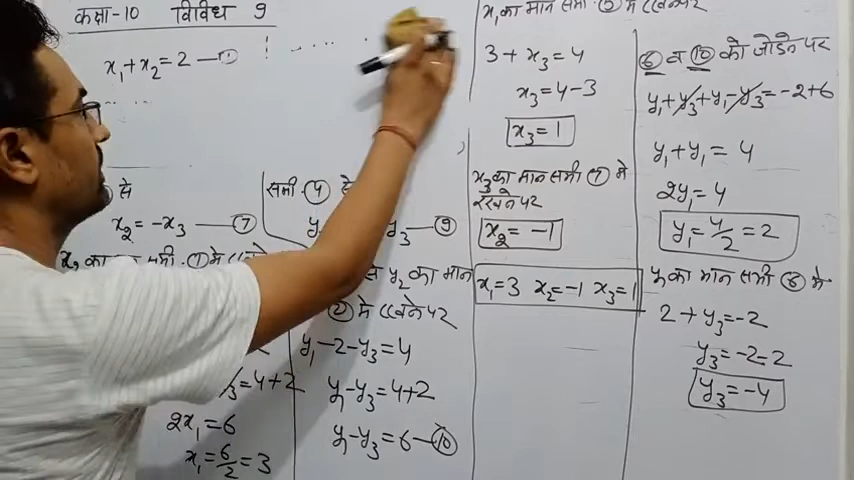 कक्षा-10 विविध 9
x₁+x₂=2 —①
से
x₂ = -x₃ —⑦
4+2
2x₁ = 6
x₁ = 6/2 = 3
समी ④ से
y₃ —⑨
से y₂ का मान
② मे रखने पर
y₁-2-y₃=4
y₁-y₃=4+2
y₁-y₃=6 —⑩
x₁ का मान समी ⑤ मे रखने पर
3+x₃=4
x₃=4-3
x₃=1
x₃ का मान समी ⑦ मे
रखने पर
x₂ = -1
x₁=3 x₂=-1 x₃=1
⑥ व ⑩ को जोडने पर
y₁+y₃+y₁-y₃=-2+6
y₁+y₁=4
2y₁=4
y₁=4/2=2
y₁ का मान समी ⑥ मे
2+y₃=-2
y₃=-2=2
y₃=-4